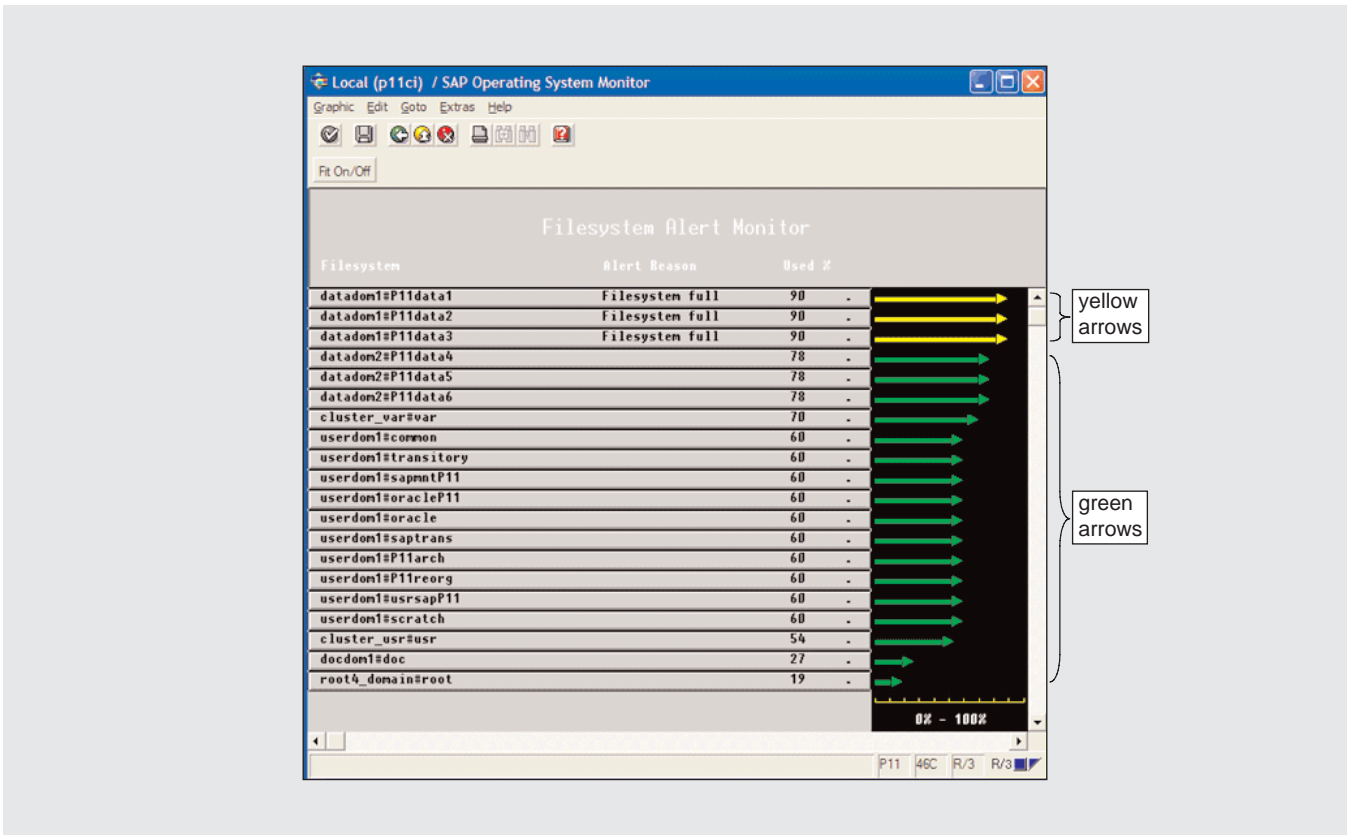 Local (p11ci) / SAP Operating System Monitor
Graphic Edit Goto Extras Help
Fit On/Off
Filesystem Alert Monitor
Filesystem Alert Reason Used %
datadom1#P11data1 Filesystem full 90 .
datadom1#P11data2 Filesystem full 90 .
datadom1#P11data3 Filesystem full 90 .
datadom2#P11data4 78 .
datadom2#P11data5 78 .
datadom2#P11data6 78 .
cluster_var#var 70 .
userdom1#common 60 .
userdom1#transitory 60 .
userdom1#sapmntP11 60 .
userdom1#oracleP11 60 .
userdom1#oracle 60 .
userdom1#saptrans 60 .
userdom1#P11arch 60 .
userdom1#P11reorg 60 .
userdom1#usrsapP11 60 .
userdom1#scratch 60 .
cluster_usr#usr 54 .
docdom1#doc 27 .
root4_domain#root 19 .
0% - 100%
P11 46C R/3 R/3
yellow
arrows
green
arrows